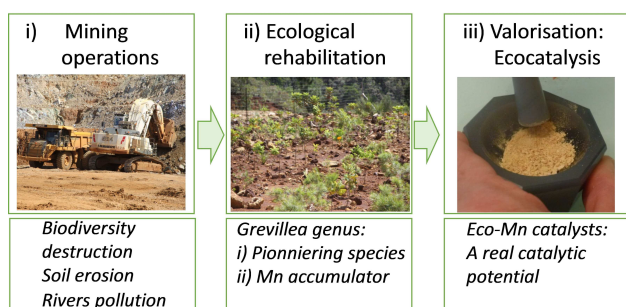 i) Mining
operations
Biodiversity
destruction
Soil erosion
Rivers pollution
ii) Ecological
rehabilitation
Grevillea genus:
i) Pionniering species
ii) Mn accumulator
iii) Valorisation:
Ecocatalysis
Eco-Mn catalysts:
A real catalytic
potential